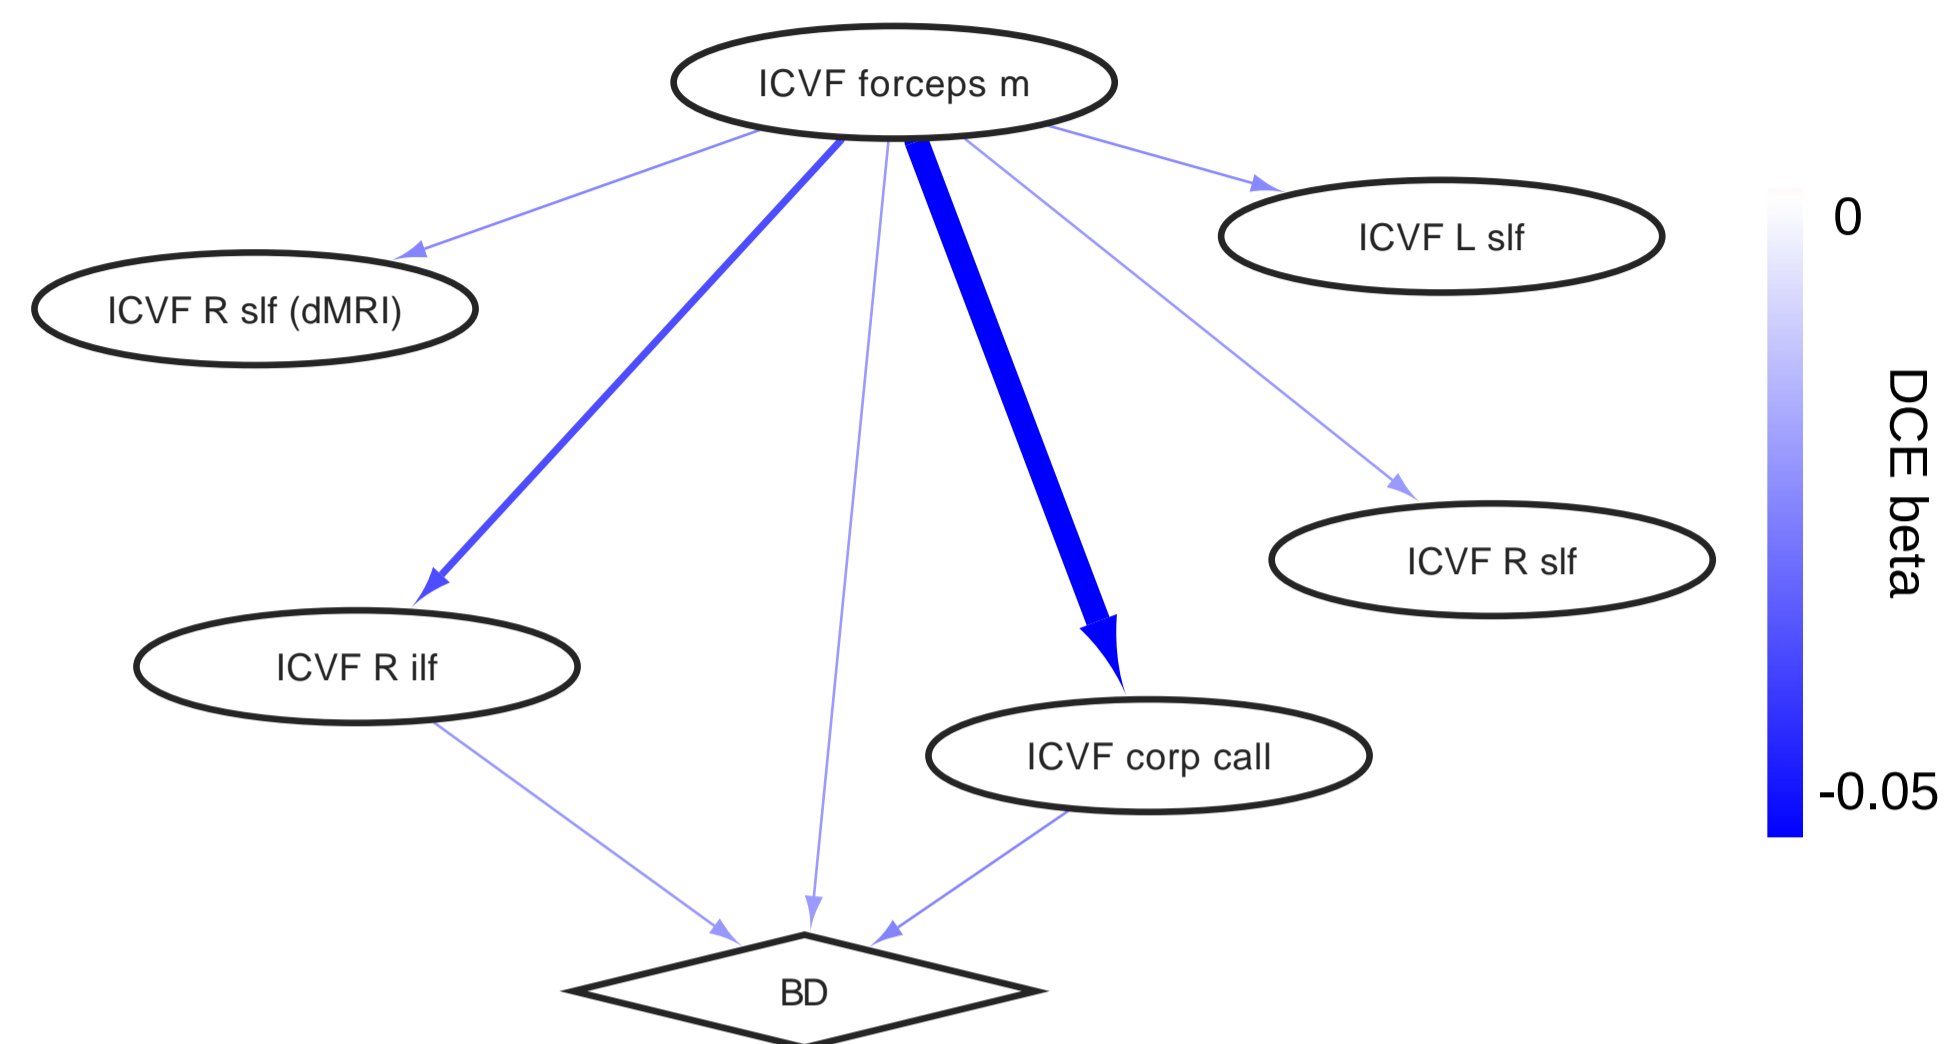 ICVF forceps m
ICVF L slf
ICVF R slf (dMRI)
ICVF R slf
ICVF R ilf
ICVF corp call
BD
0
DCE beta
-0.05